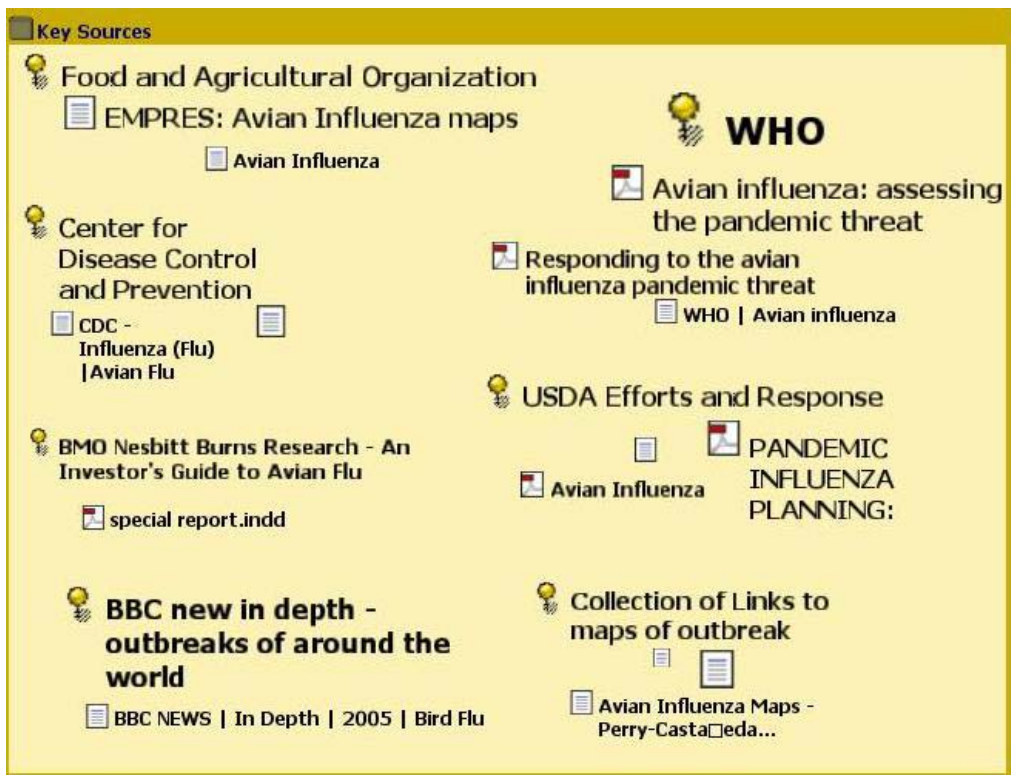 Key Sources
Food and Agricultural Organization
EMPRES: Avian Influenza maps
Avian Influenza
WHO
Avian influenza: assessing
the pandemic threat
Responding to the avian
influenza pandemic threat
WHO | Avian influenza
Center for
Disease Control
and Prevention
CDC -
Influenza (Flu)
|Avian Flu
USDA Efforts and Response
PANDEMIC
INFLUENZA
PLANNING:
Avian Influenza
BMO Nesbitt Burns Research - An
Investor's Guide to Avian Flu
special report.indd
BBC new in depth -
outbreaks of around the
world
BBC NEWS | In Depth | 2005 | Bird Flu
Collection of Links to
maps of outbreak
Avian Influenza Maps -
Perry-Casta□eda...